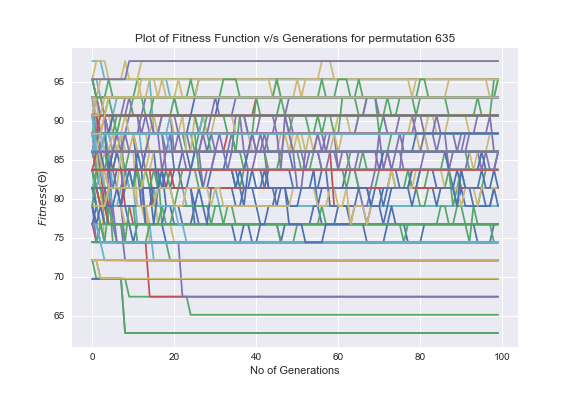 Plot of Fitness Function v/s Generations for permutation 635
95
90
85
80
75
70
65
Fitness(Θ)
0 20 40 60 80 100
No of Generations